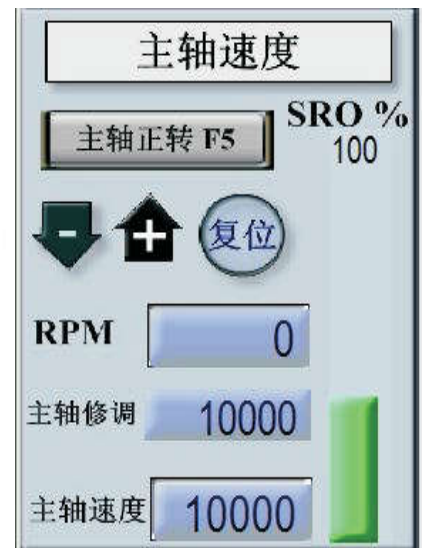 主轴速度
主轴正转 F5
SRO %
100
- + 复位
RPM 0
主轴修调 10000
主轴速度 10000